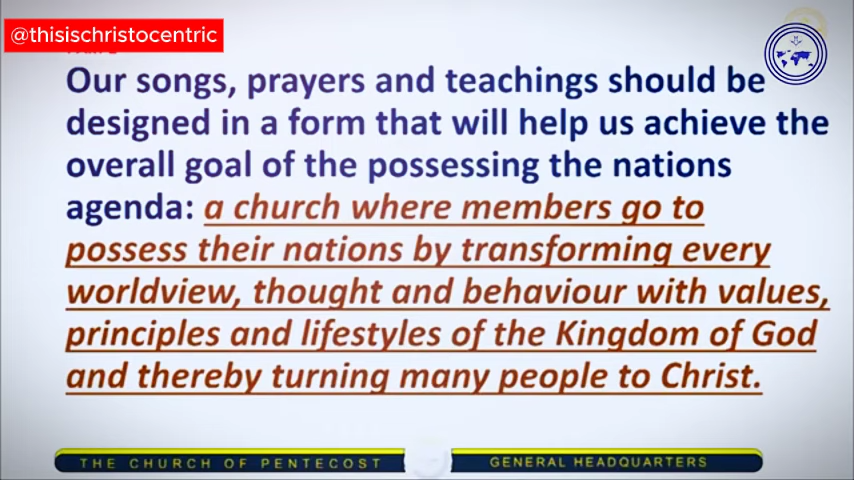 @thisischristocentric
Our songs, prayers and teachings should be
designed in a form that will help us achieve the
overall goal of the possessing the nations
agenda: a church where members go to
possess their nations by transforming every
worldview, thought and behaviour with values,
principles and lifestyles of the Kingdom of God
and thereby turning many people to Christ.
THE CHURCH OF PENTECOST
GENERAL HEADQUARTERS